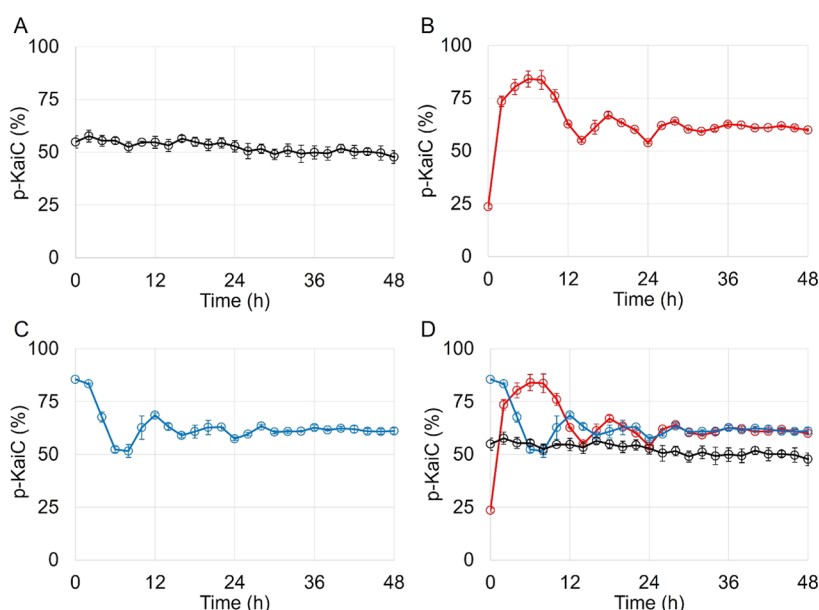 A
p-KaiC (%)
100
75
50
25
0
0 12 24 36 48
Time (h)
B
p-KaiC (%)
100
75
50
25
0
0 12 24 36 48
Time (h)
C
p-KaiC (%)
100
75
50
25
0
0 12 24 36 48
Time (h)
D
p-KaiC (%)
100
75
50
25
0
0 12 24 36 48
Time (h)